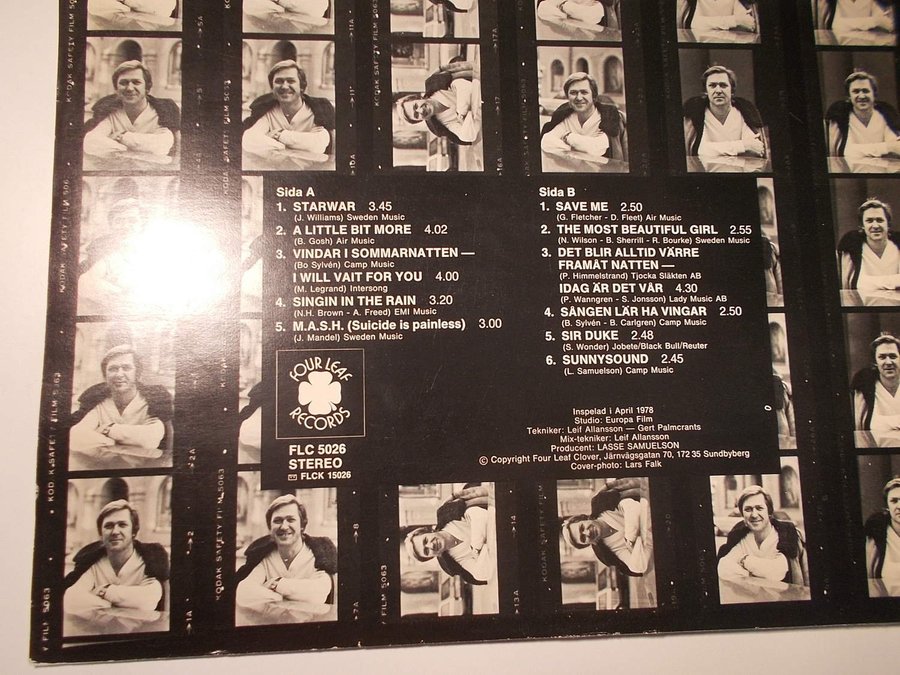 Sida A
1. STARWAR 3.45
(J. Williams) Sweden Music
2. A LITTLE BIT MORE 4.02
(B. Gosh) Air Music
3. VINDAR I SOMMARNATTEN —
(Bo Sylvén) Camp Music
I WILL WAIT FOR YOU 4.00
(M. Legrand) Intersong
4. SINGIN IN THE RAIN 3.20
(N.H. Brown - A. Freed) EMI Music
5. M.A.S.H. (Suicide is painless) 3.00
(J. Mandel) Sweden Music
FOUR LEAF
RECORDS
FLC 5026
STEREO
FLCK 15026
Sida B
1. SAVE ME 2.50
(G. Fletcher - D. Fleet) Air Music
2. THE MOST BEAUTIFUL GIRL 2.55
(N. Wilson - B. Sherrill - R. Bourke) Sweden Music
3. DET BLIR ALLTID VÄRRE
FRAMÅT NATTEN —
(P. Himmelstrand) Tjocka Släkten AB
IDAG ÄR DET VÅR 4.30
(P. Wanngren - S. Jonsson) Lady Music AB
4. SÅNGEN LÄR HA VINGAR 2.50
(B. Sylvén - B. Carlgren) Camp Music
5. SIR DUKE 2.48
(S. Wonder) Jobete/Black Bull/Reuter
6. SUNNYSOUND 2.45
(L. Samuelson) Camp Music
Inspelad i April 1978
Studio: Europa Film
Tekniker: Leif Allansson — Gert Palmcrants
Mix-tekniker: Leif Allansson
Producent: LASSE SAMUELSON
© Copyright Four Leaf Clover, Järnvägsgatan 70, 172 35 Sundbyberg
Cover-photo: Lars Falk
KODAK SAFETY FILM
KODAK SAFETY FILM 5063